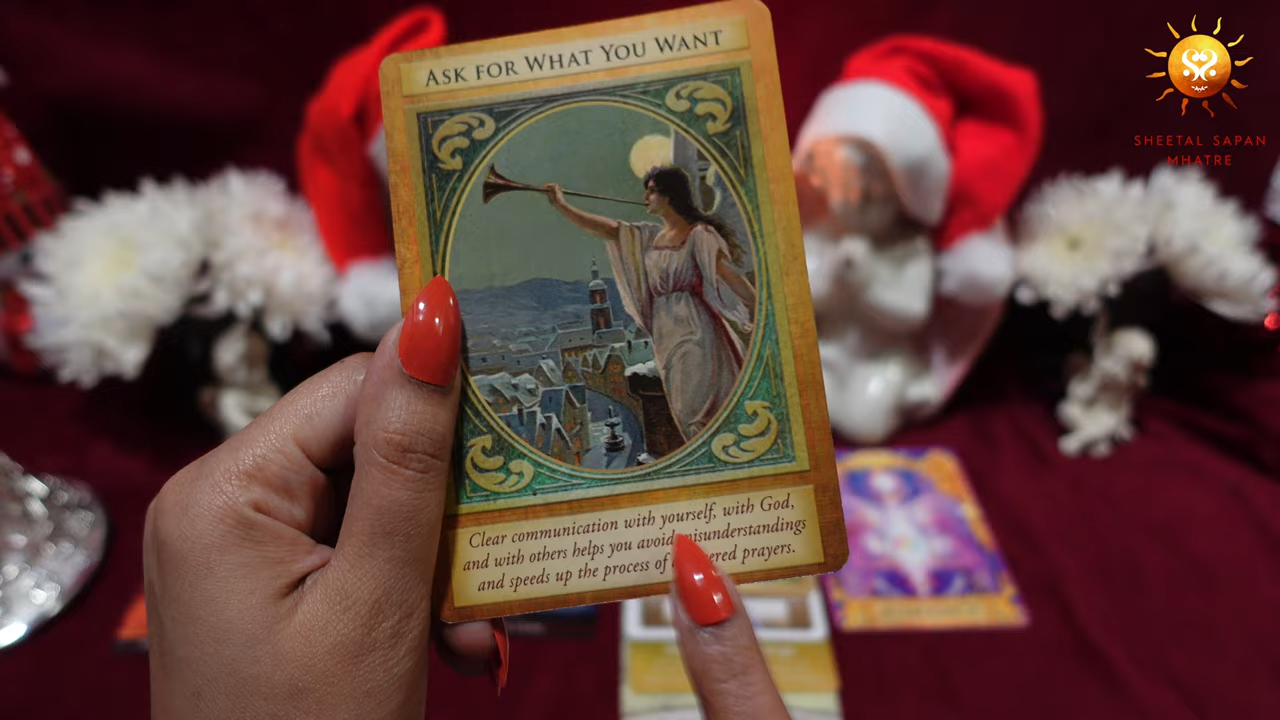 ASK FOR WHAT YOU WANT
Clear communication with yourself, with God,
and with others helps you avoid misunderstandings
and speeds up the process of prayers.
SHEETAL SAPAN
MHATRE